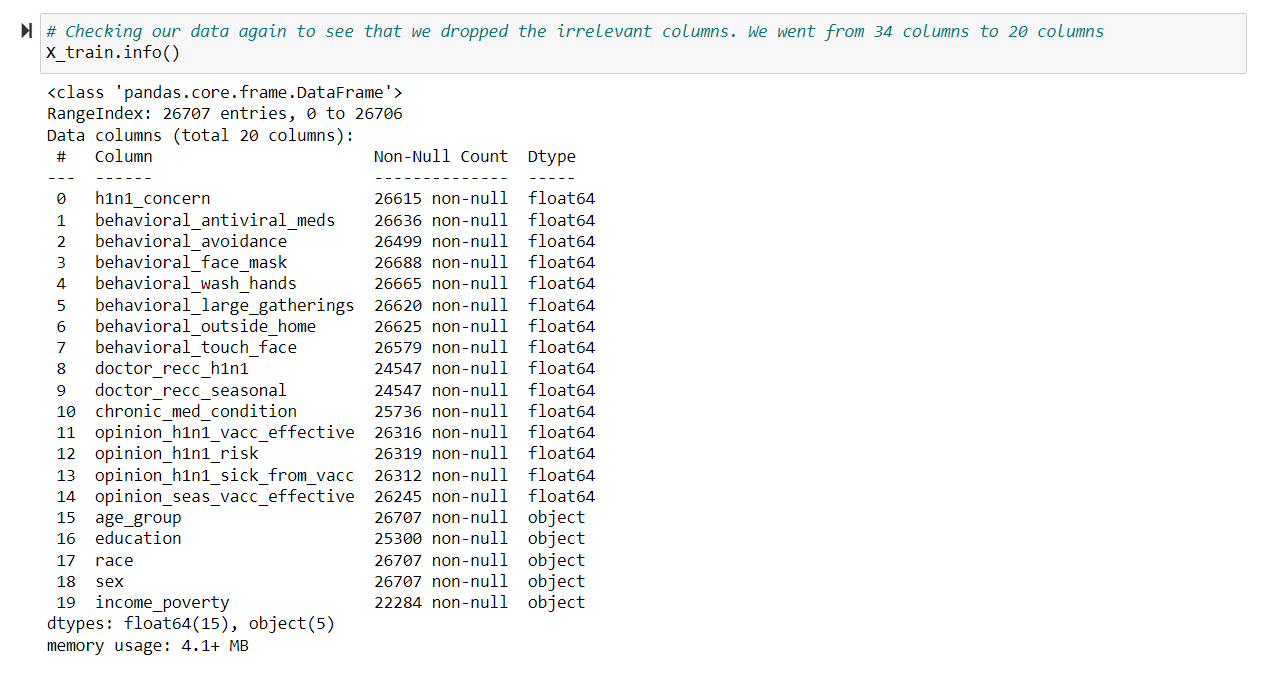 # Checking our data again to see that we dropped the irrelevant columns. We went from 34 columns to 20 columns
X_train.info()
<class 'pandas.core.frame.DataFrame'>
RangeIndex: 26707 entries, 0 to 26706
Data columns (total 20 columns):
 #   Column                       Non-Null Count  Dtype
---  ------                       --------------  -----
 0   h1n1_concern                 26615 non-null  float64
 1   behavioral_antiviral_meds    26636 non-null  float64
 2   behavioral_avoidance         26499 non-null  float64
 3   behavioral_face_mask         26688 non-null  float64
 4   behavioral_wash_hands        26665 non-null  float64
 5   behavioral_large_gatherings  26620 non-null  float64
 6   behavioral_outside_home      26625 non-null  float64
 7   behavioral_touch_face        26579 non-null  float64
 8   doctor_recc_h1n1             24547 non-null  float64
 9   doctor_recc_seasonal         24547 non-null  float64
 10  chronic_med_condition        25736 non-null  float64
 11  opinion_h1n1_vacc_effective  26316 non-null  float64
 12  opinion_h1n1_risk            26319 non-null  float64
 13  opinion_h1n1_sick_from_vacc  26312 non-null  float64
 14  opinion_seas_vacc_effective  26245 non-null  float64
 15  age_group                    26707 non-null  object
 16  education                    25300 non-null  object
 17  race                         26707 non-null  object
 18  sex                          26707 non-null  object
 19  income_poverty               22284 non-null  object
dtypes: float64(15), object(5)
memory usage: 4.1+ MB